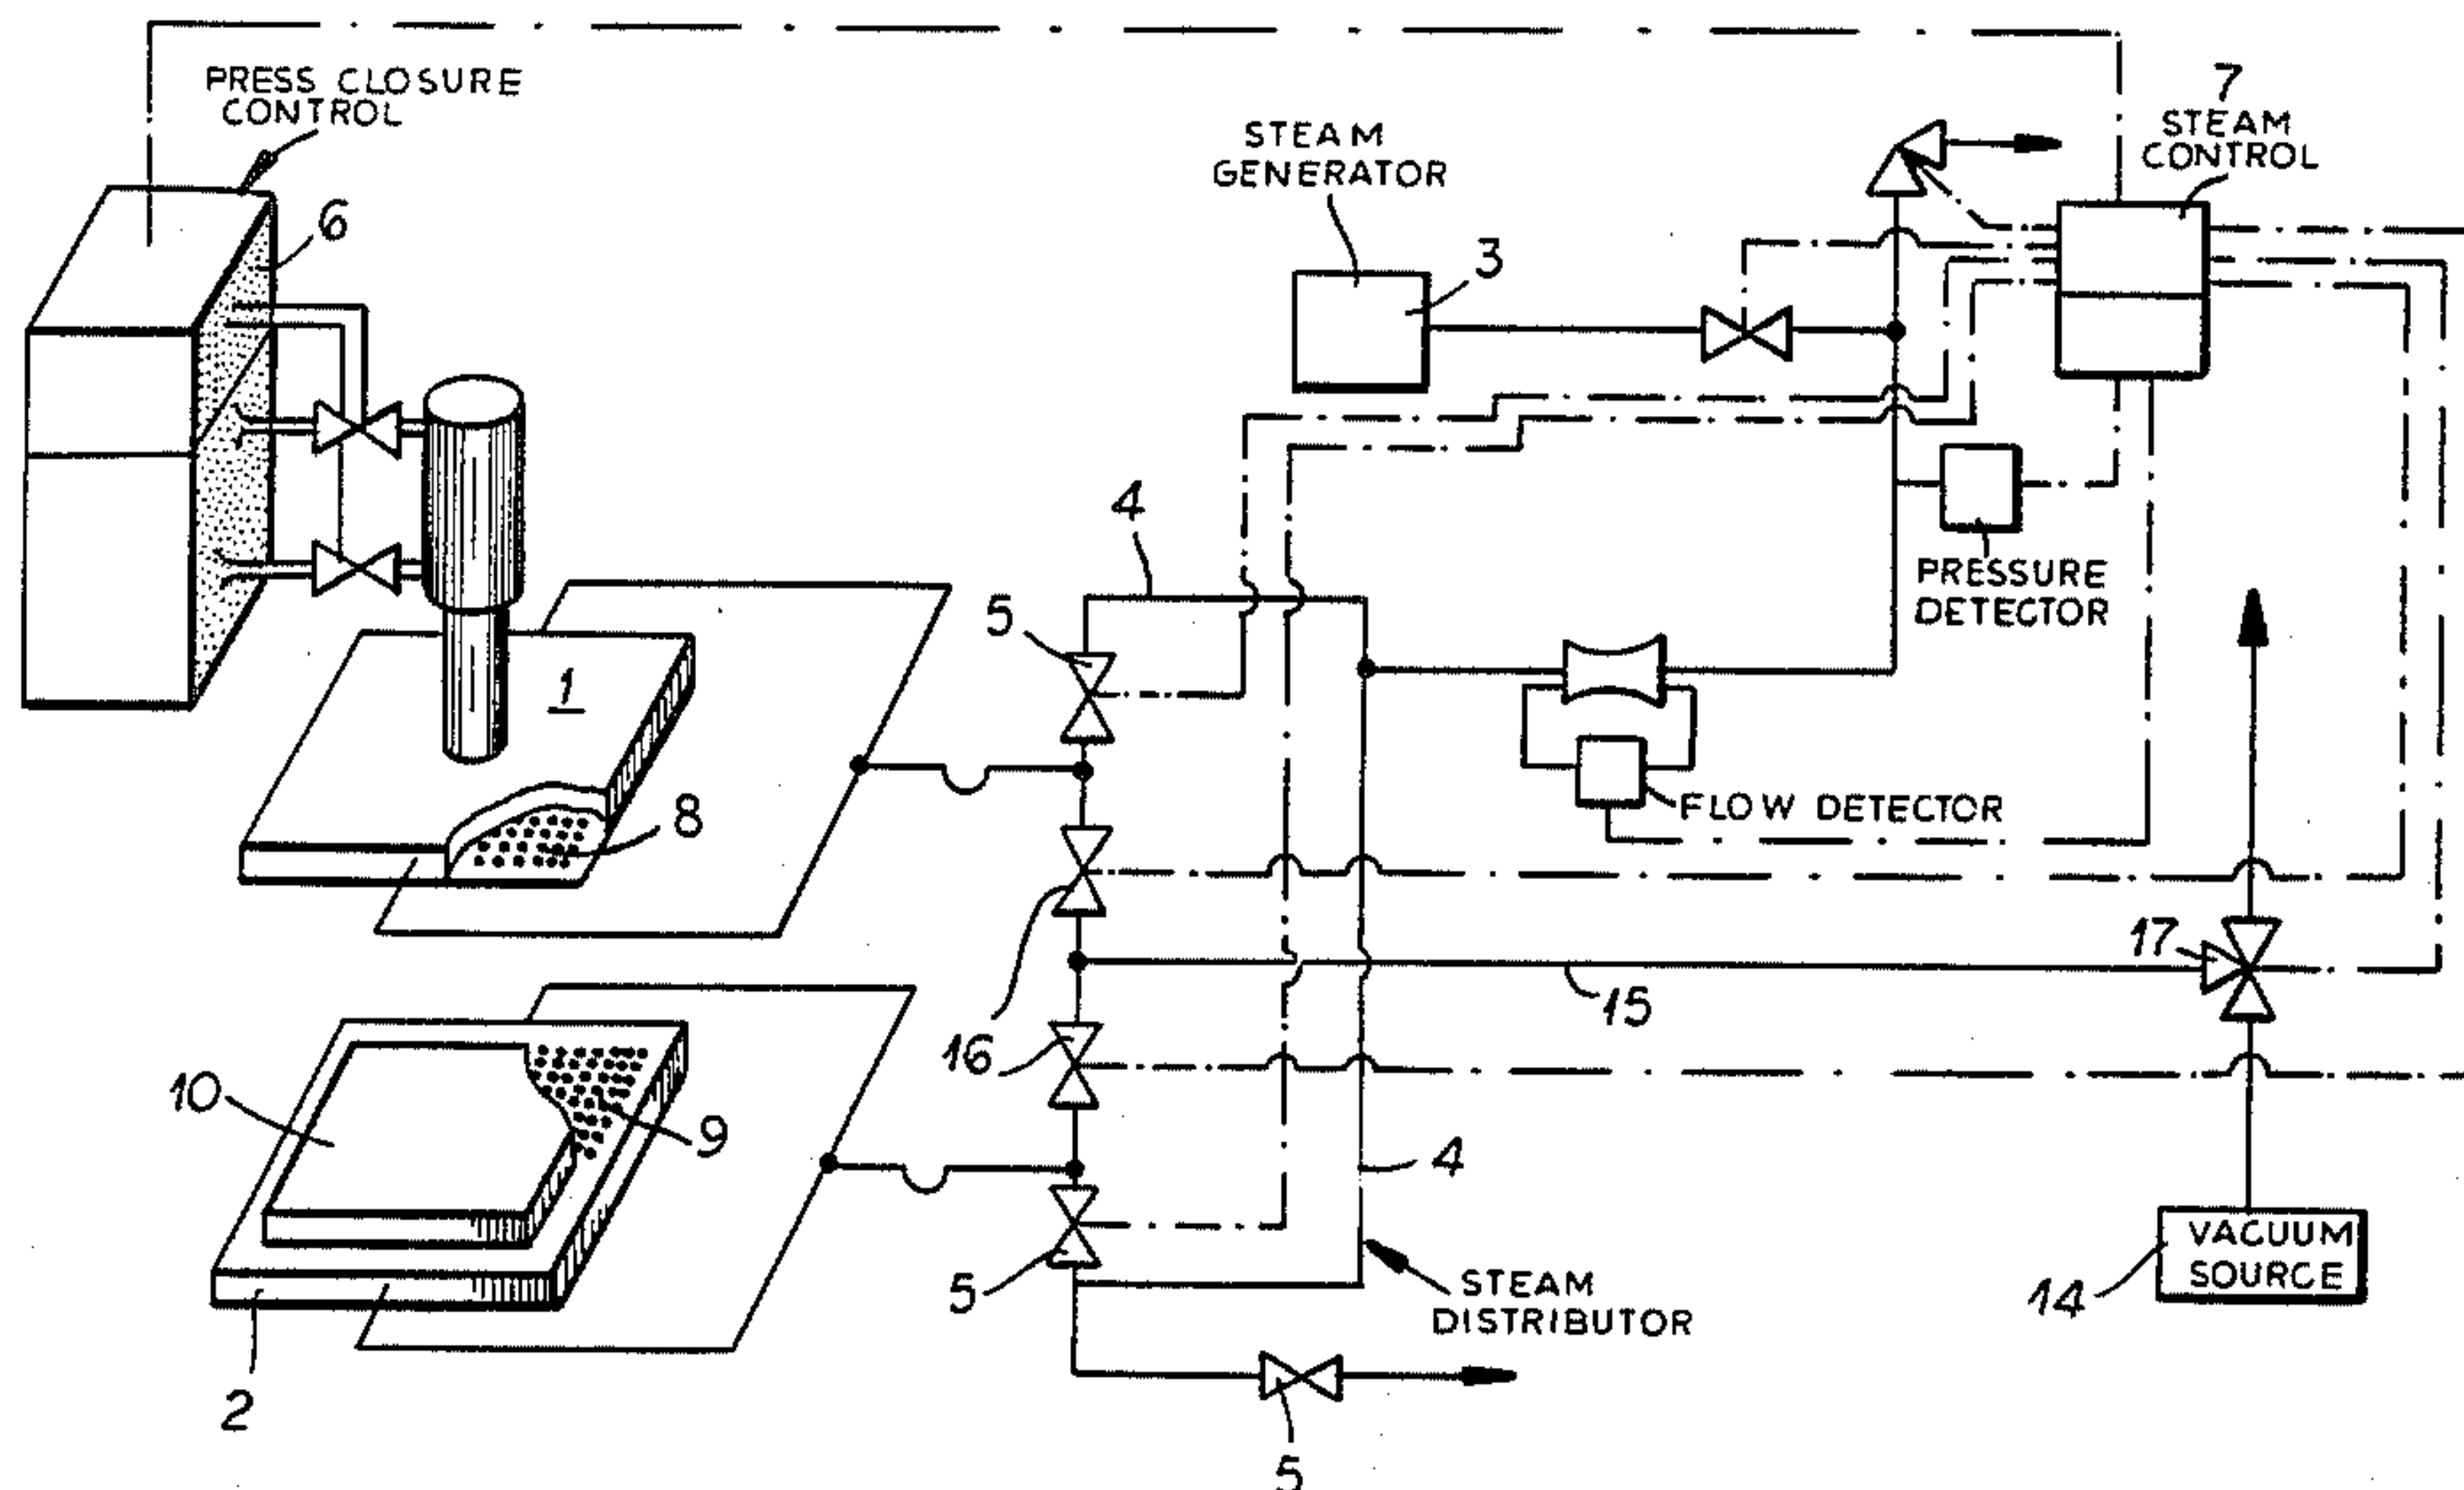 PRESS CLOSURE
CONTROL
6
STEAM
GENERATOR
3
7
STEAM
CONTROL
4
5
PRESSURE
DETECTOR
1
8
FLOW DETECTOR
17
15
16
10
9
4
5
STEAM
DISTRIBUTOR
VACUUM
SOURCE
14
2
5